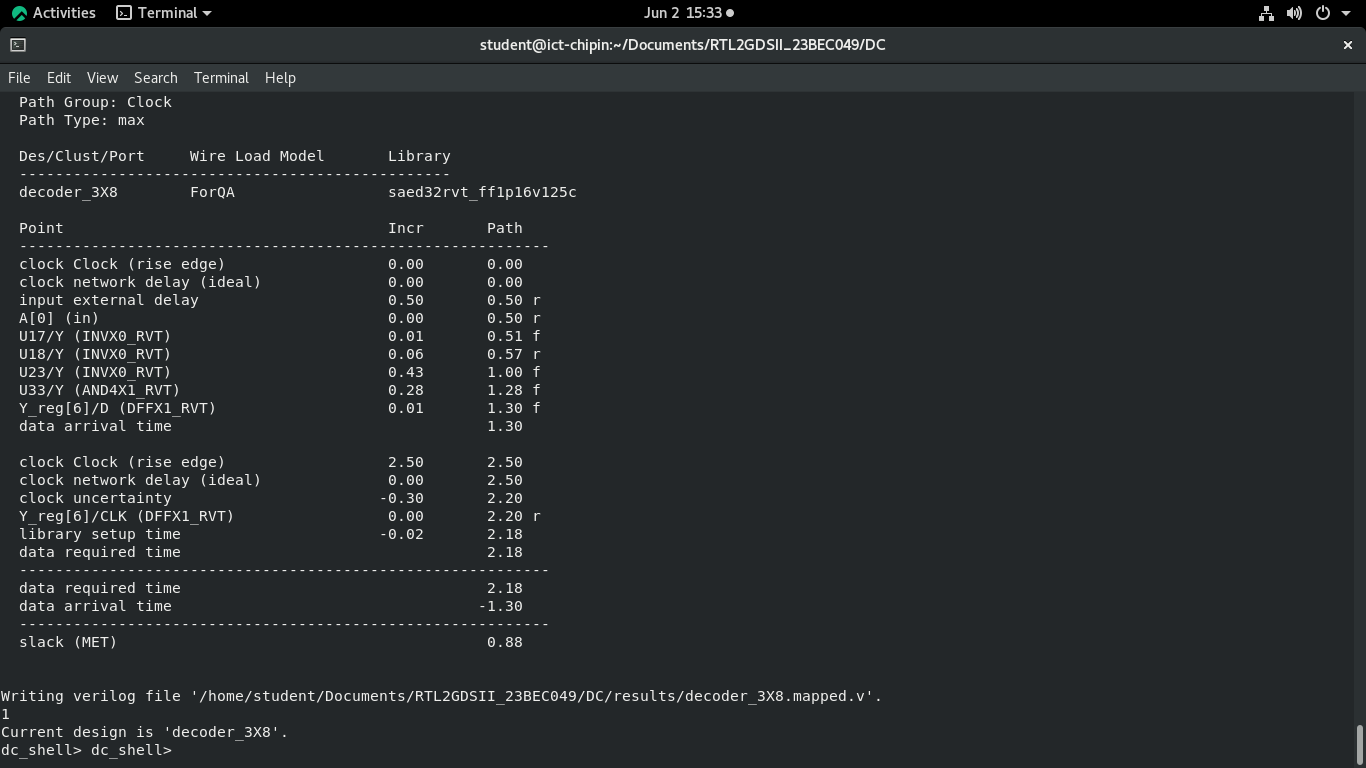 Activities Terminal Jun 2 15:33
student@ict-chipin:~/Documents/RTL2GDSII_23BEC049/DC
File Edit View Search Terminal Help
Path Group: Clock
Path Type: max
Des/Clust/Port Wire Load Model Library
------------------------------------------------
decoder_3X8 ForQA saed32rvt_ff1p16v125c
Point Incr Path
-----------------------------------------------------------
clock Clock (rise edge) 0.00 0.00
clock network delay (ideal) 0.00 0.00
input external delay 0.50 0.50 r
A[0] (in) 0.00 0.50 r
U17/Y (INVX0_RVT) 0.01 0.51 f
U18/Y (INVX0_RVT) 0.06 0.57 r
U23/Y (INVX0_RVT) 0.43 1.00 f
U33/Y (AND4X1_RVT) 0.28 1.28 f
Y_reg[6]/D (DFFX1_RVT) 0.01 1.30 f
data arrival time 1.30
clock Clock (rise edge) 2.50 2.50
clock network delay (ideal) 0.00 2.50
clock uncertainty -0.30 2.20
Y_reg[6]/CLK (DFFX1_RVT) 0.00 2.20 r
library setup time -0.02 2.18
data required time 2.18
-----------------------------------------------------------
data required time 2.18
data arrival time -1.30
-----------------------------------------------------------
slack (MET) 0.88
Writing verilog file '/home/student/Documents/RTL2GDSII_23BEC049/DC/results/decoder_3X8.mapped.v'.
1
Current design is 'decoder_3X8'.
dc_shell> dc_shell>